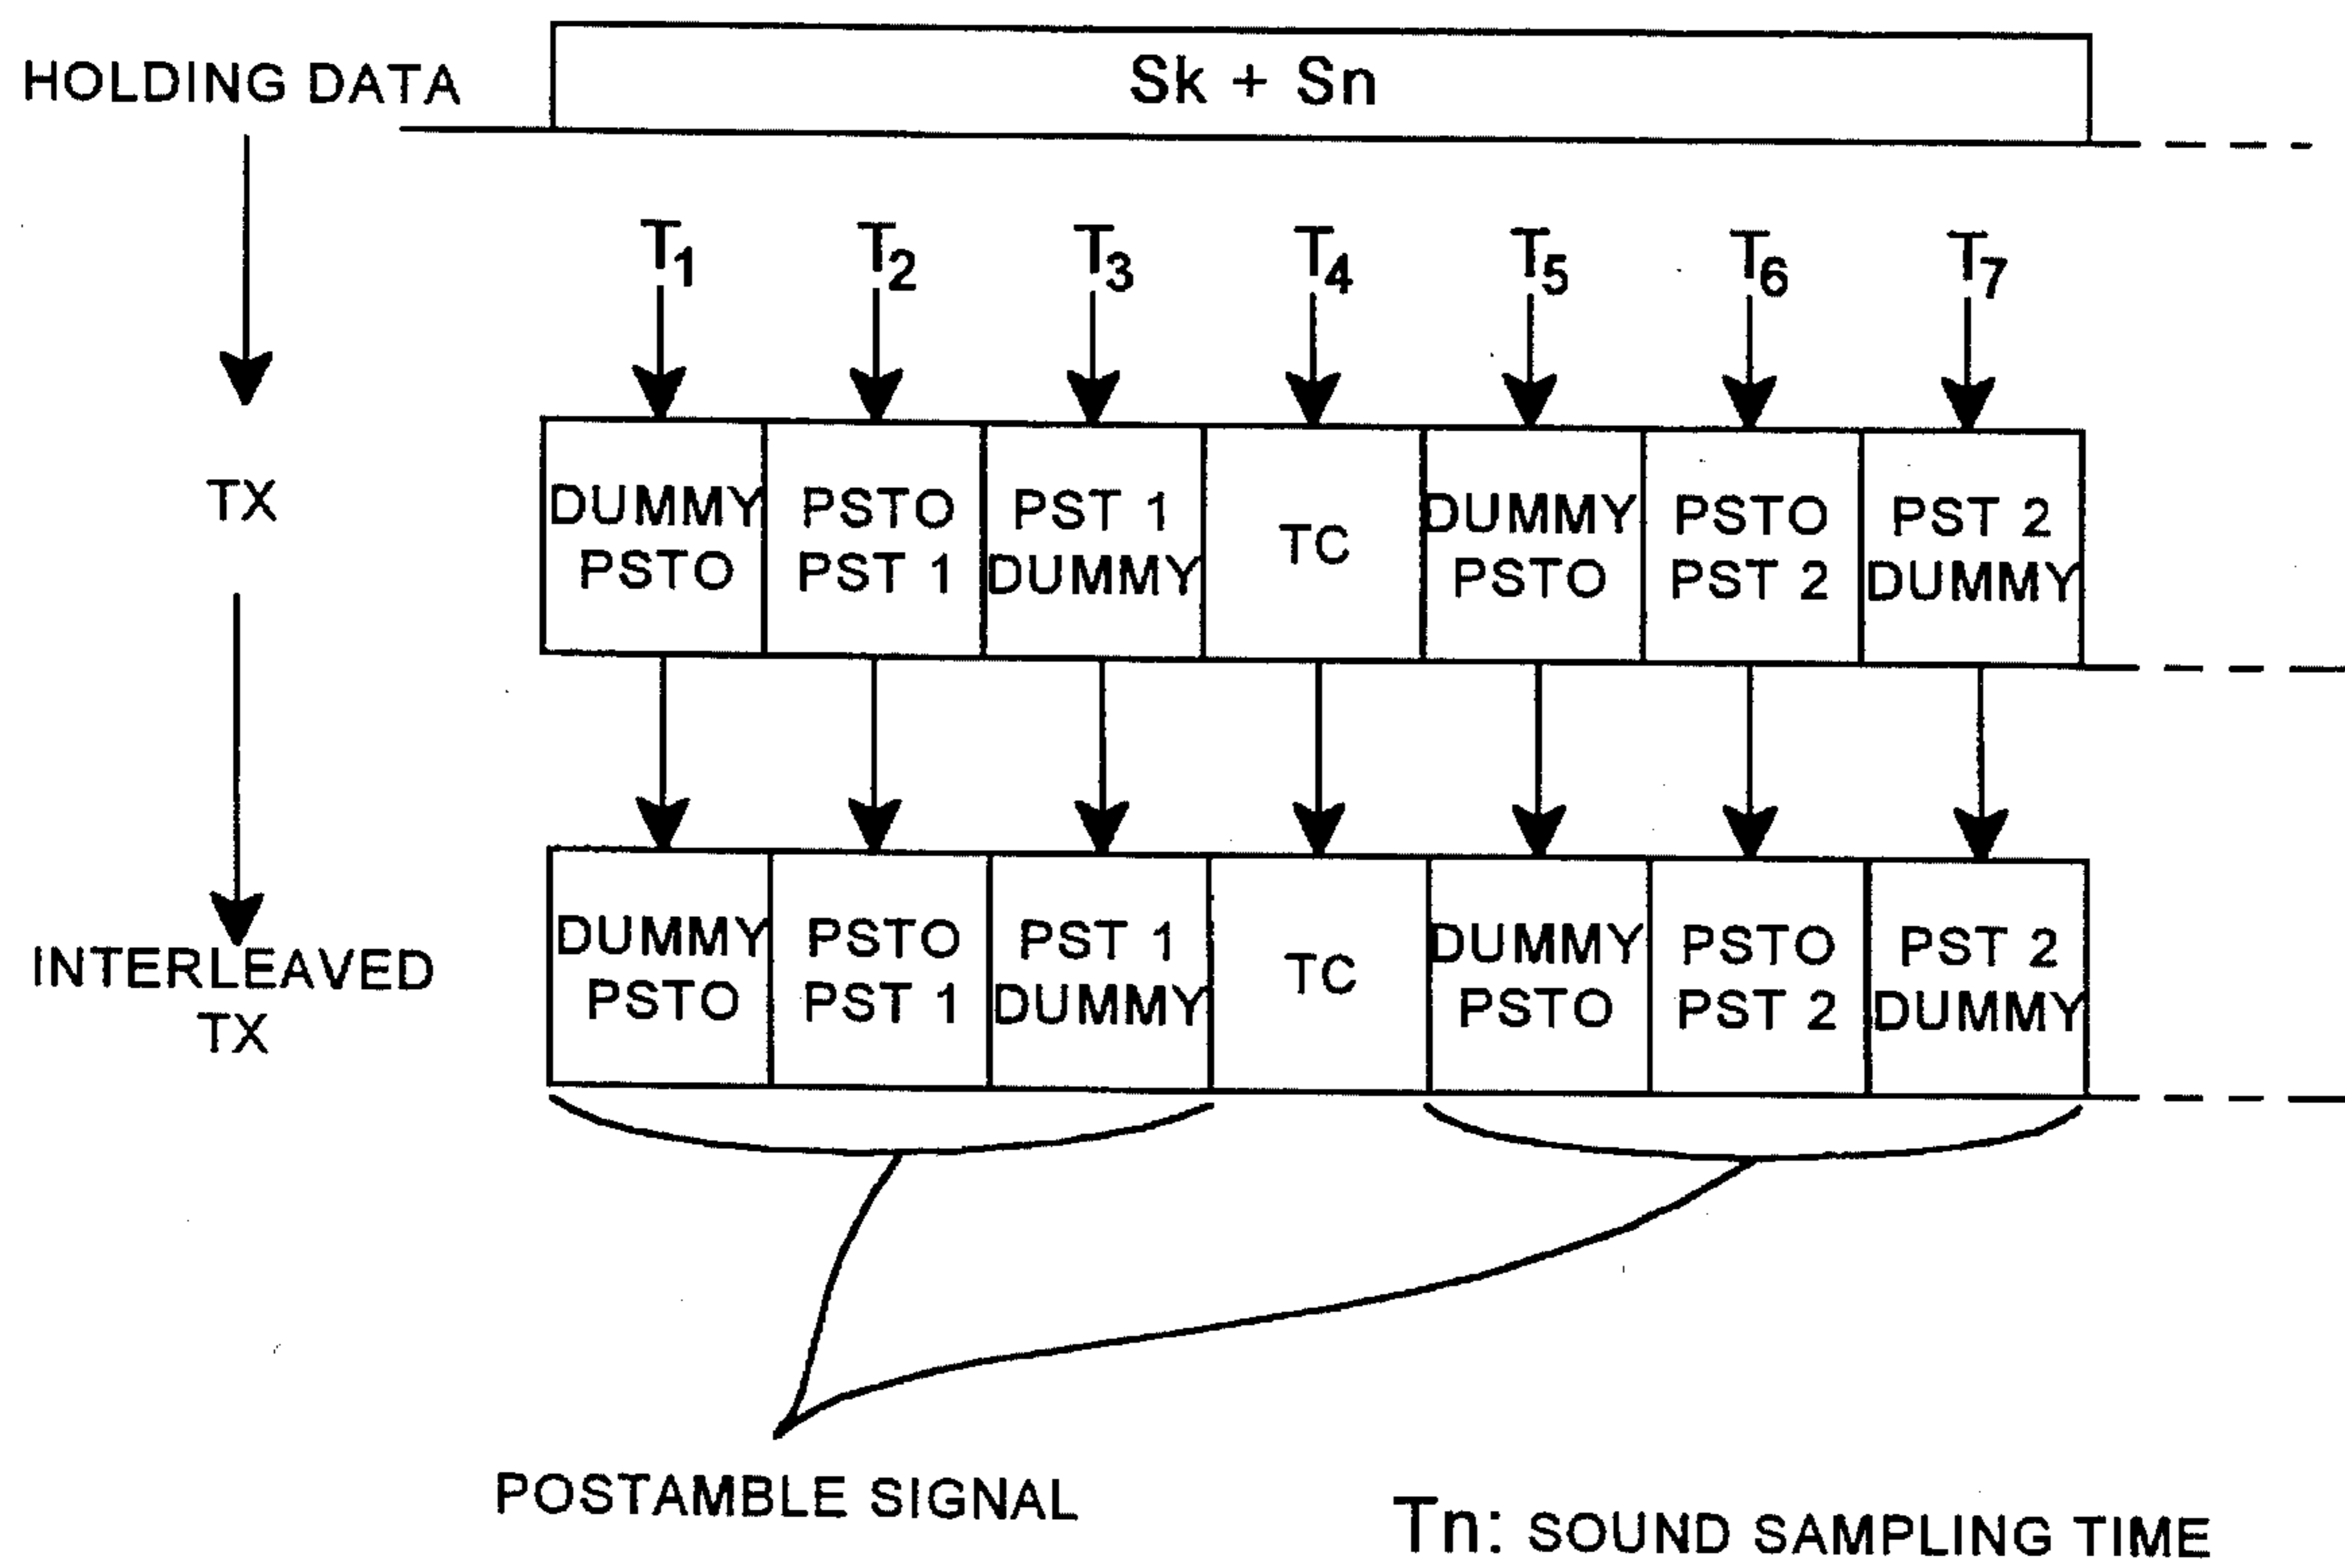 HOLDING DATA
Sk + Sn
T1 T2 T3 T4 T5 T6 T7
TX
DUMMY PSTO PST 1 TC DUMMY PSTO PST 2
PSTO PST 1 DUMMY PSTO PST 2 DUMMY
INTERLEAVED
TX
DUMMY PSTO PST 1 TC DUMMY PSTO PST 2
PSTO PST 1 DUMMY PSTO PST 2 DUMMY
POSTAMBLE SIGNAL
Tn: SOUND SAMPLING TIME